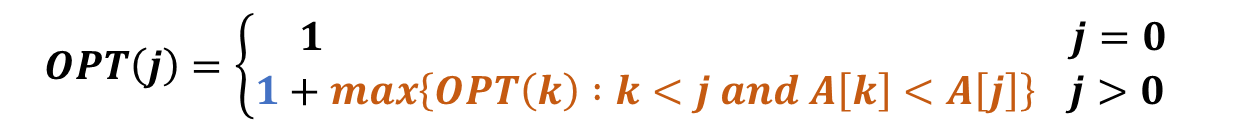 OPT(j) = { 1 j = 0
1 + max{OPT(k) : k < j and A[k] < A[j]} j > 0